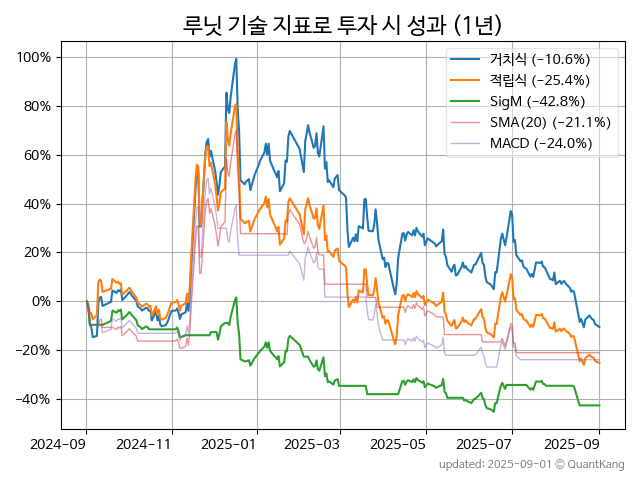 루닛 기술 지표로 투자 시 성과 (1년)
100%
80%
60%
40%
20%
0%
−20%
−40%
거치식 (−10.6%)
적립식 (−25.4%)
SigM (−42.8%)
SMA(20) (−21.1%)
MACD (−24.0%)
2024-09
2024-11
2025-01
2025-03
2025-05
2025-07
2025-09
updated: 2025-09-01 © QuantKang